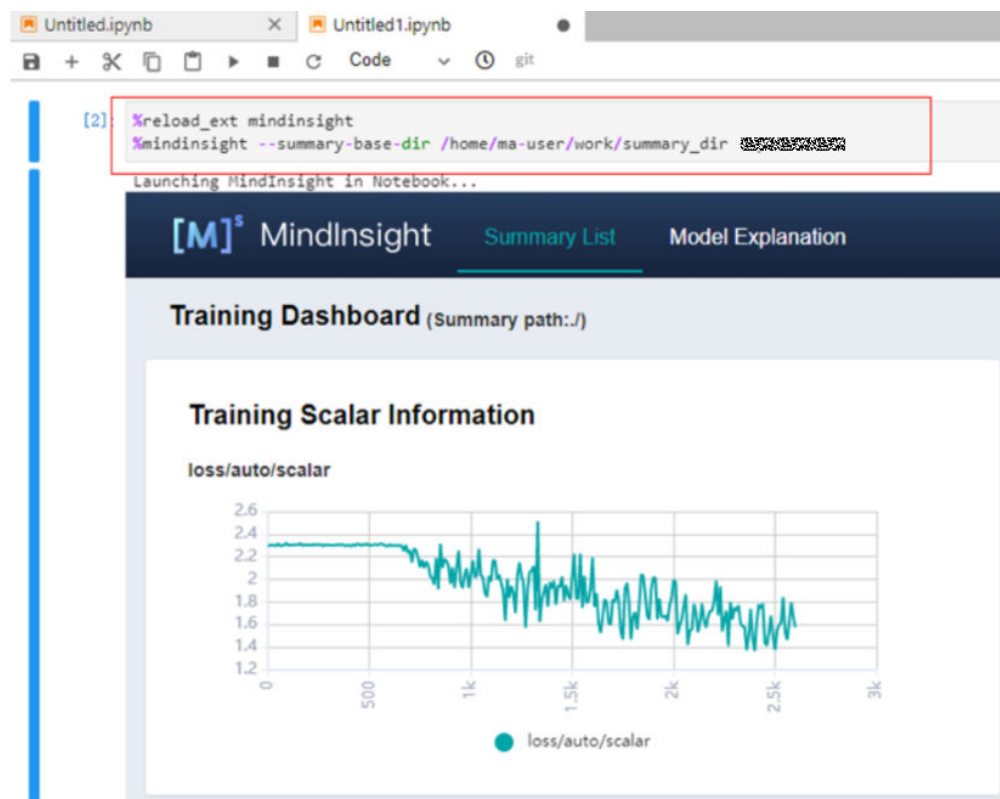 Untitled.ipynb
Untitled1.ipynb
Code
git
[2]:
%reload_ext mindinsight
%mindinsight --summary-base-dir /home/ma-user/work/summary_dir
Launching MindInsight in Notebook...
[M]s MindInsight Summary List Model Explanation
Training Dashboard (Summary path:./)
Training Scalar Information
loss/auto/scalar
2.6
2.4
2.2
2
1.8
1.6
1.4
1.2
0 500 1k 1.5k 2k 2.5k 3k
loss/auto/scalar